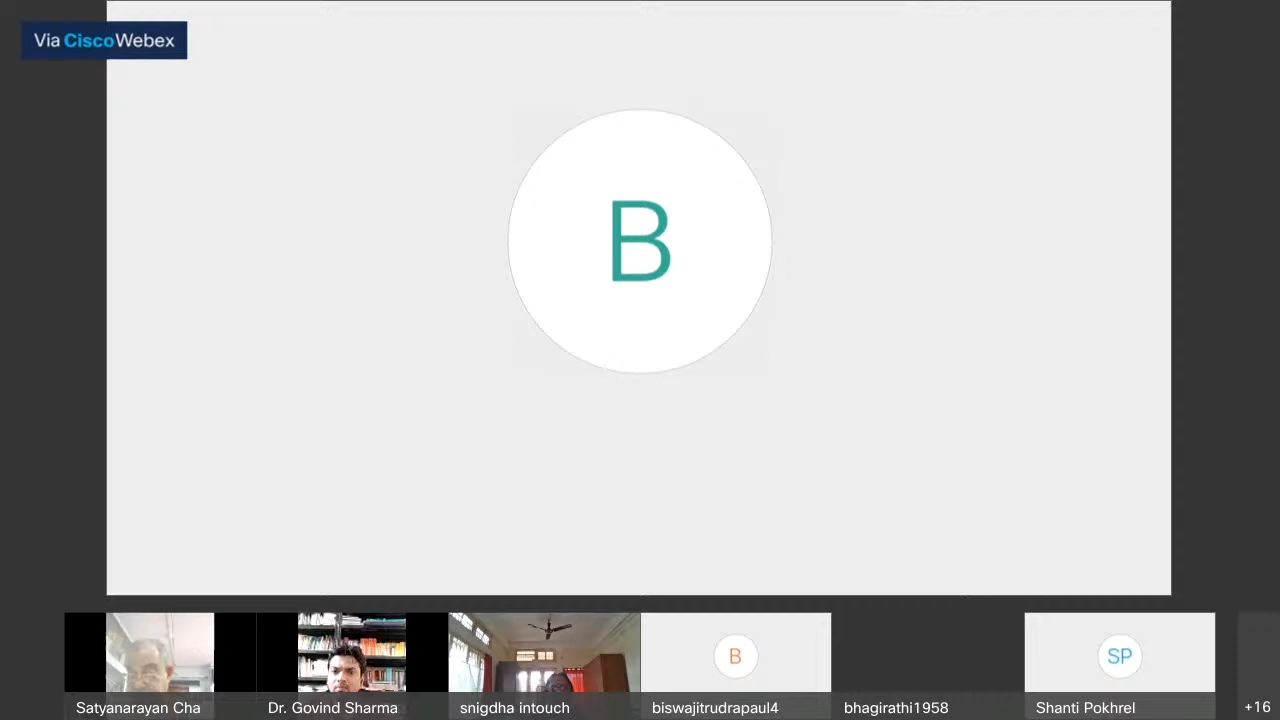 Via CiscoWebex
B
B
SP
Satyanarayan Cha
Dr. Govind Sharma
snigdha intouch
biswajitrudrapaul4
bhagirathi1958
Shanti Pokhrel
+16